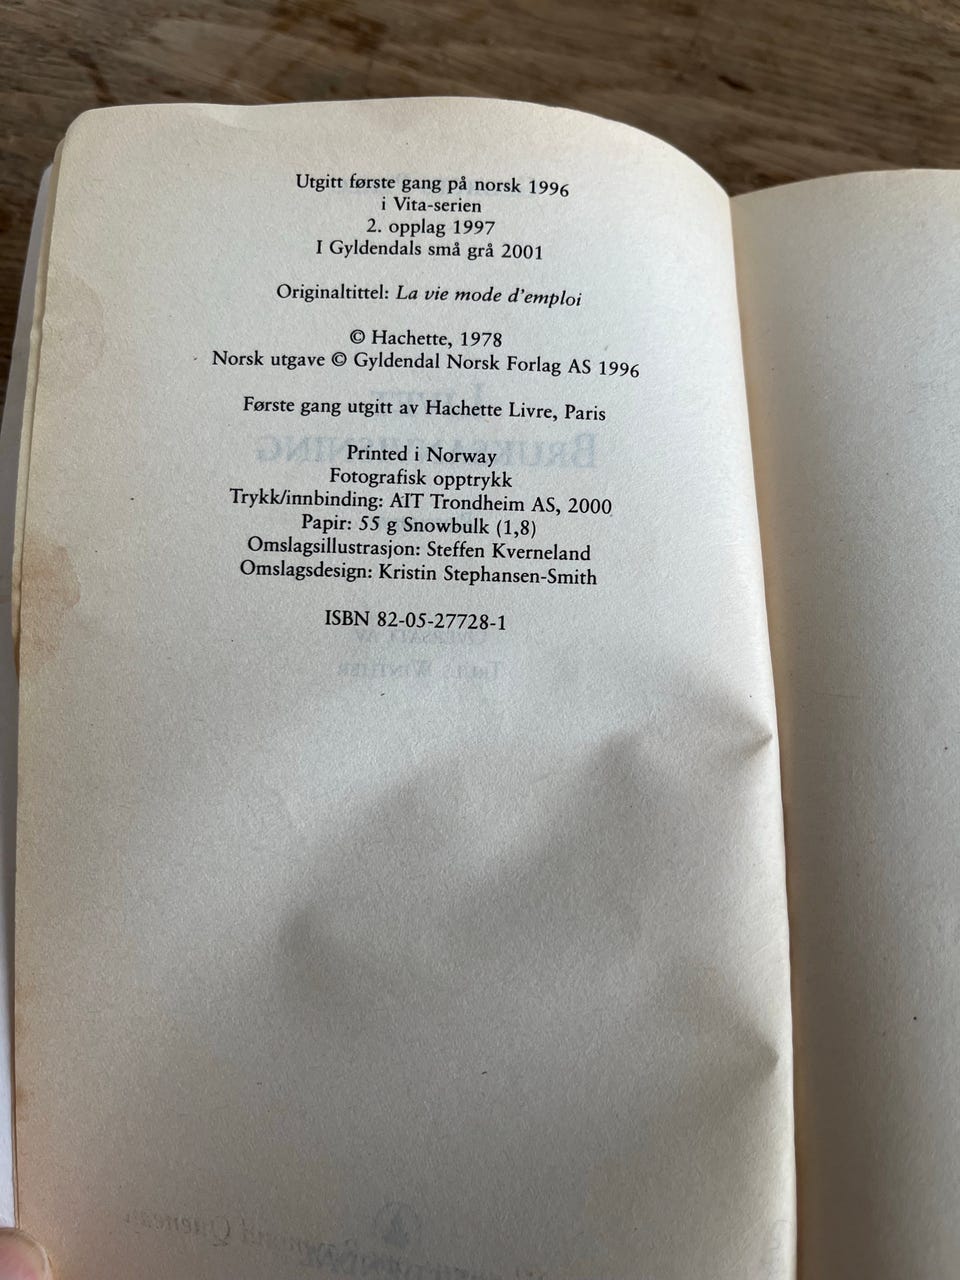 Utgitt første gang på norsk 1996
i Vita-serien
2. opplag 1997
I Gyldendals små grå 2001
Originaltittel: La vie mode d'emploi
© Hachette, 1978
Norsk utgave © Gyldendal Norsk Forlag AS 1996
Første gang utgitt av Hachette Livre, Paris
Printed i Norway
Fotografisk opptrykk
Trykk/innbinding: AIT Trondheim AS, 2000
Papir: 55 g Snowbulk (1,8)
Omslagsillustrasjon: Steffen Kverneland
Omslagsdesign: Kristin Stephansen-Smith
ISBN 82-05-27728-1